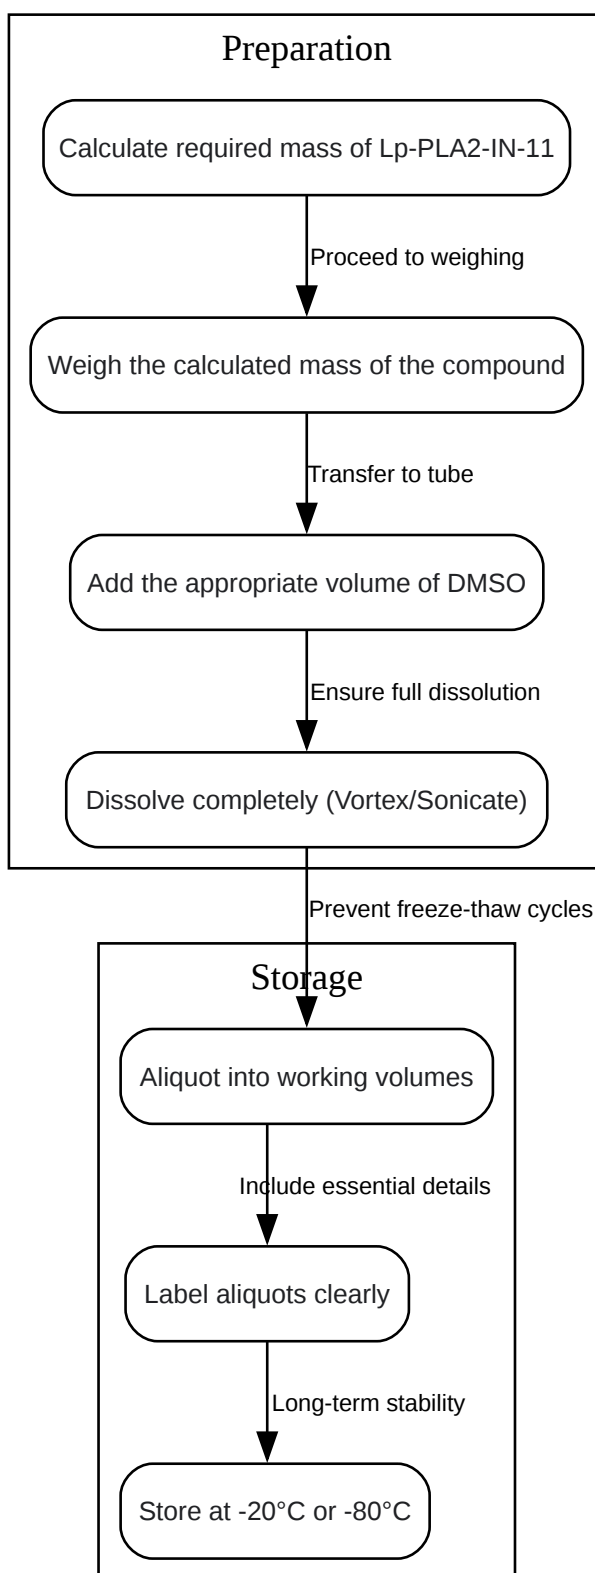 Preparation
Calculate required mass of Lp-PLA2-IN-11
Proceed to weighing
Weigh the calculated mass of the compound
Transfer to tube
Add the appropriate volume of DMSO
Ensure full dissolution
Dissolve completely (Vortex/Sonicate)
Prevent freeze-thaw cycles
Storage
Aliquot into working volumes
Include essential details
Label aliquots clearly
Long-term stability
Store at -20°C or -80°C